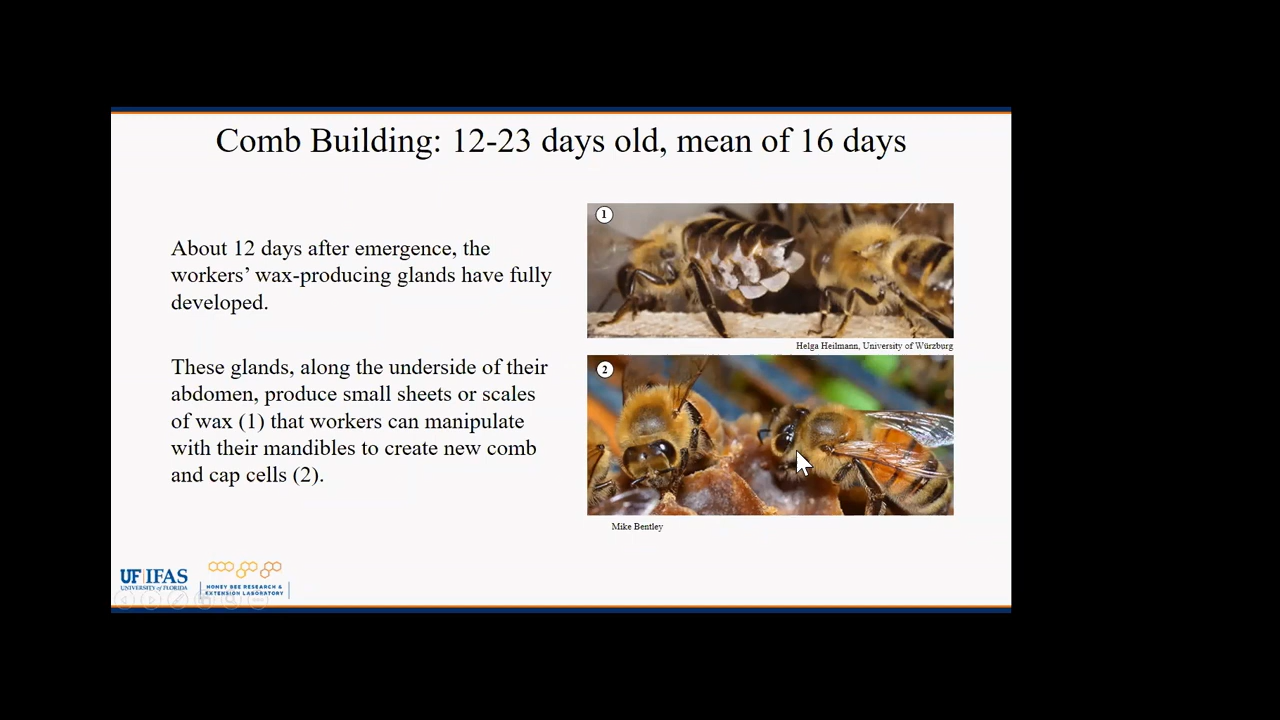 Comb Building: 12-23 days old, mean of 16 days
About 12 days after emergence, the
workers’ wax-producing glands have fully
developed.
These glands, along the underside of their
abdomen, produce small sheets or scales
of wax (1) that workers can manipulate
with their mandibles to create new comb
and cap cells (2).
1
Helga Heilmann, University of Würzburg
2
Mike Bentley
UF|IFAS
UNIVERSITY of FLORIDA
HONEY BEE RESEARCH &
EXTENSION LABORATORY